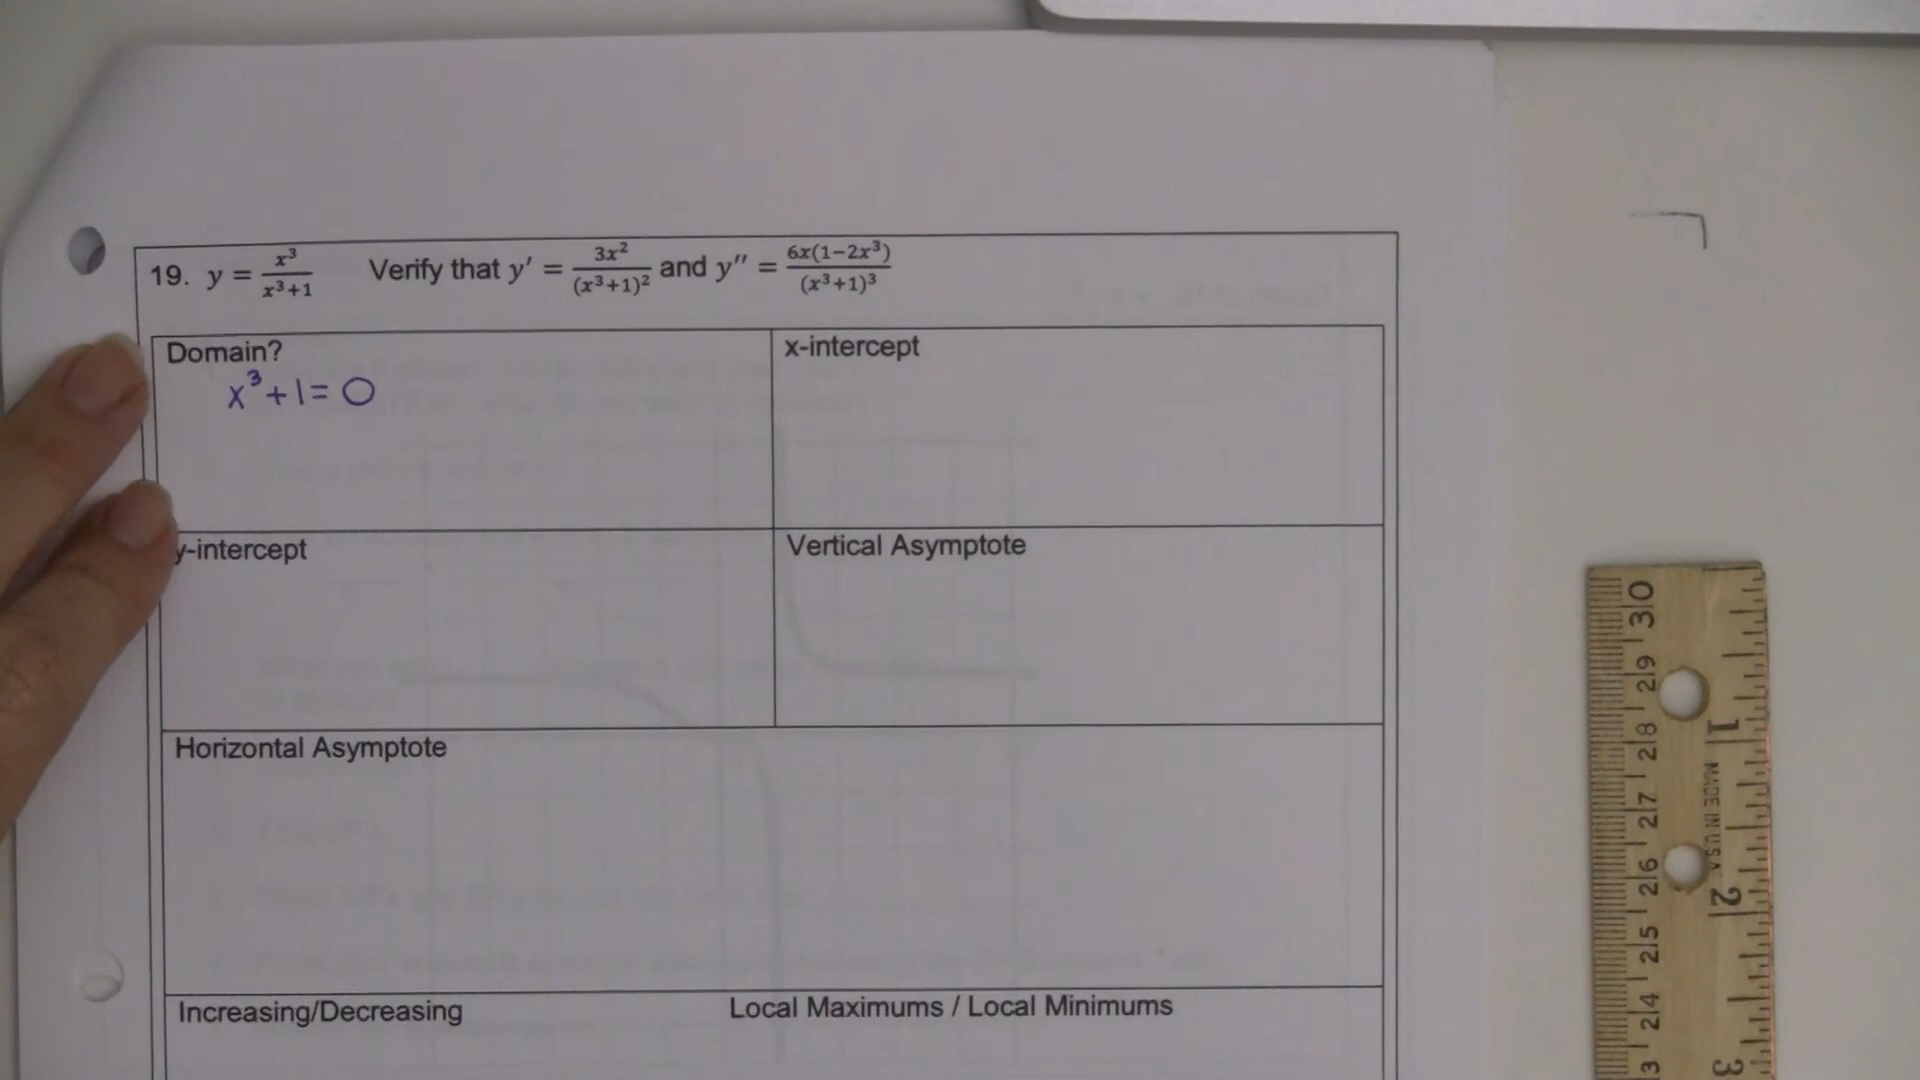 19. y = x³/(x³+1) Verify that y′ = 3x²/(x³+1)² and y″ = 6x(1−2x³)/(x³+1)³
Domain? x-intercept
x³+1=0
y-intercept Vertical Asymptote
Horizontal Asymptote
Increasing/Decreasing Local Maximums / Local Minimums
30
29
28
27
26
25
24
3
1
MADE IN U.S.A.
2
3